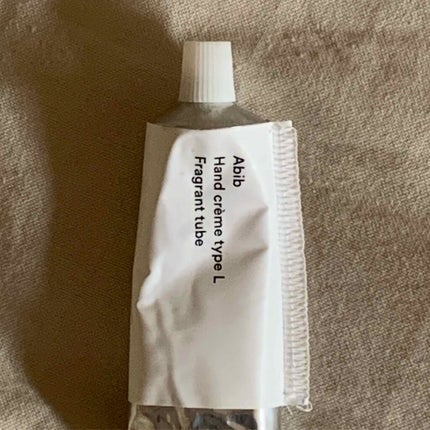 Abib
Hand crème type L
Fragrant tube